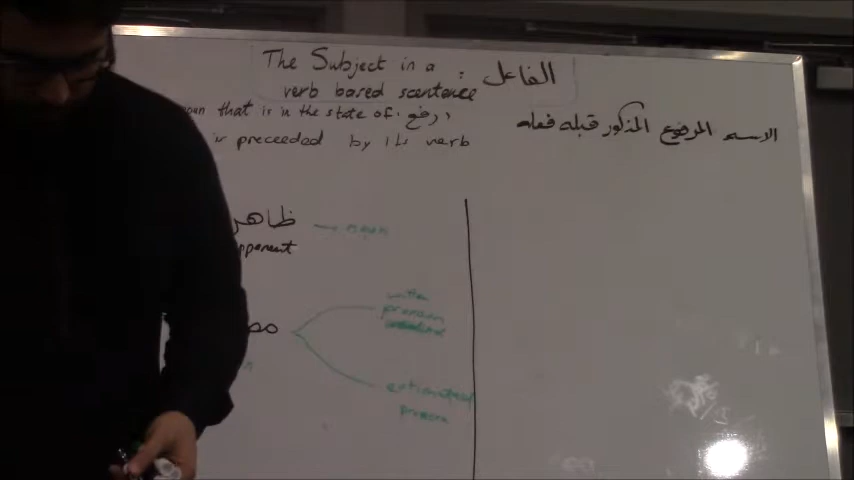 The Subject in a : الفاعل
verb based scentence
noun that is in the state of رفع،
is preceeded by its verb
الاسم المرفوع المذكور قبله فعله
ظاهر
noun
apparent
written
pronoun
estimated
pronoun